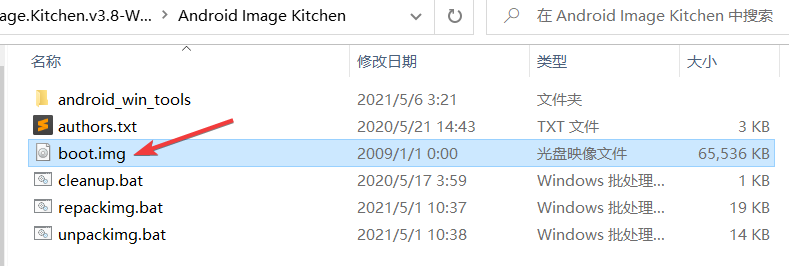 age.Kitchen.v3.8-W... > Android Image Kitchen
在 Android Image Kitchen 中搜索
名称 修改日期 类型 大小
android_win_tools 2021/5/6 3:21 文件夹
authors.txt 2020/5/21 14:43 TXT 文件 3 KB
boot.img 2009/1/1 0:00 光盘映像文件 65,536 KB
cleanup.bat 2020/5/17 3:59 Windows 批处理... 1 KB
repackimg.bat 2021/5/1 10:37 Windows 批处理... 19 KB
unpackimg.bat 2021/5/1 10:38 Windows 批处理... 14 KB